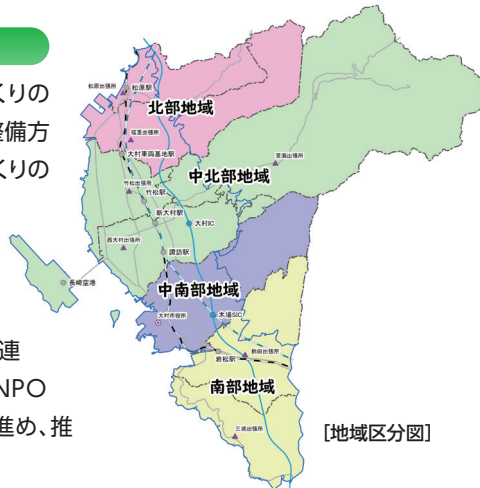 くりの
整備方
くりの
連
NPO
進め、推
松原出張所
松原駅
北部地域
福重出張所
大村車両基地駅
中北部地域
萱瀬出張所
竹松出張所
竹松駅
新大村駅
大村IC
西大村出張所
諏訪駅
長崎空港
中南部地域
大村市役所
木場SIC
岩松駅
鈴田出張所
南部地域
三浦出張所
[地域区分図]